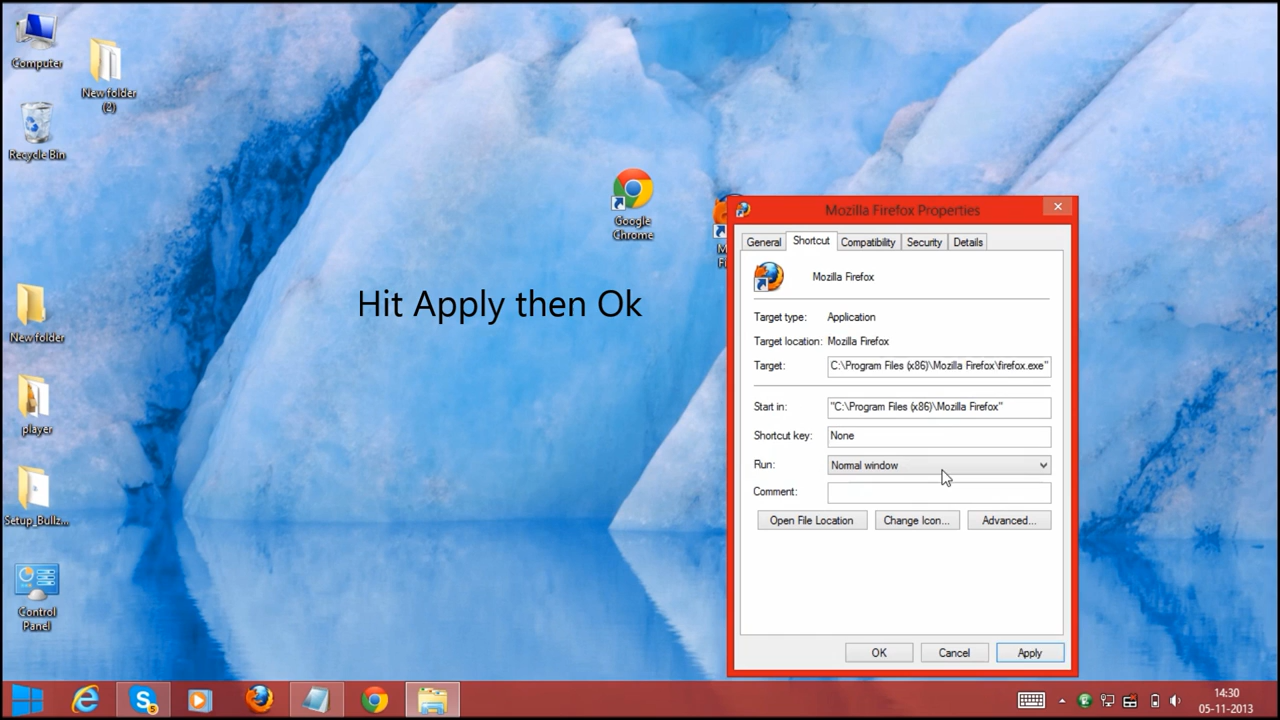 Computer
New folder
(2)
Recycle Bin
Google
Chrome
Hit Apply then Ok
New folder
player
Setup_Bullz...
Control
Panel
Mozilla Firefox Properties
General
Shortcut
Compatibility
Security
Details
Mozilla Firefox
Target type: Application
Target location: Mozilla Firefox
Target: C:\Program Files (x86)\Mozilla Firefox\firefox.exe"
Start in: "C:\Program Files (x86)\Mozilla Firefox"
Shortcut key: None
Run: Normal window
Comment:
Open File Location
Change Icon...
Advanced...
OK
Cancel
Apply
14:30
05-11-2013